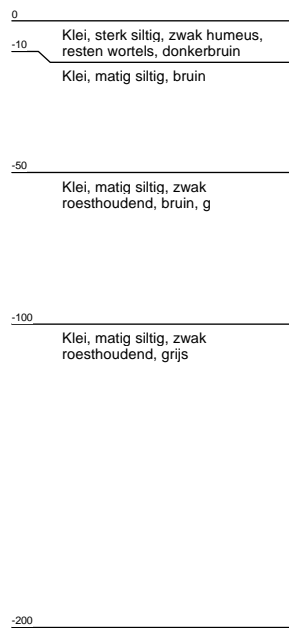 0
Klei, sterk siltig, zwak humeus,
-10
resten wortels, donkerbruin
Klei, matig siltig, bruin
-50
Klei, matig siltig, zwak
roesthoudend, bruin, g
-100
Klei, matig siltig, zwak
roesthoudend, grijs
-200